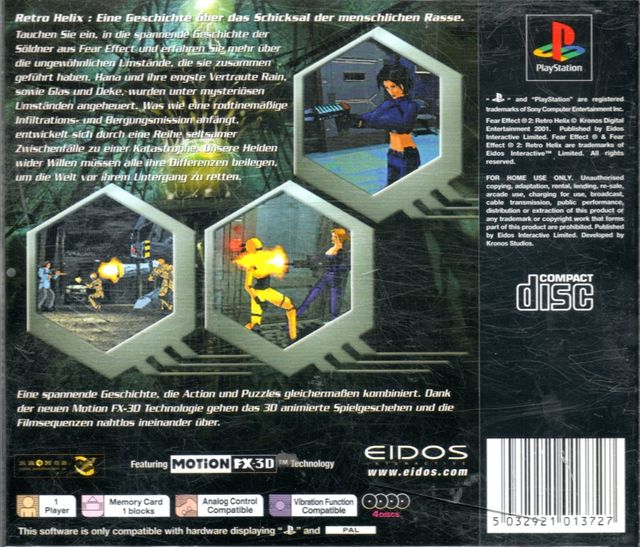 Retro Helix : Eine Geschichte über das Schicksal der menschlichen Rasse.
Tauchen Sie ein, in die spannende Geschichte der
Söldner aus Fear Effect und erfahren Sie mehr über
die ungewöhnlichen Umstände, die sie zusammen
geführt haben. Hana und ihre engste Vertraute Rain,
sowie Glas und Deke, wurden unter mysteriösen
Umständen angeheuert. Was wie eine rodtinemäßige
Infiltrations- und Bergungsmission anfängt,
entwickelt sich durch eine Reihe seltsamer
Zwischenfälle zu einer Katastrophe. Unsere Helden
wider Willen müssen alle ihre Differenzen beilegen,
um die Welt vor ihrem Untergang zu retten.
PlayStation
" " and "PlayStation" are registered
trademarks of Sony Computer Entertainment Inc.
Fear Effect ® 2: Retro Helix © Kronos Digital
Entertainment 2001. Published by Eidos
Interactive Limited. Fear Effect ® & Fear
Effect ® 2: Retro Helix are trademarks of
Eidos Interactive™ Limited. All rights
reserved.
FOR HOME USE ONLY. Unauthorised
copying, adaptation, rental, lending, re-sale,
arcade use, charging for use, broadcast,
cable transmission, public performance,
distribution or extraction of this product or
any trademark or copyright work that forms
part of this product are prohibited. Published by
Eidos Interactive Limited. Developed by
Kronos Studios.
COMPACT
disc
Eine spannende Geschichte, die Action und Puzzles gleichermaßen kombiniert. Dank
der neuen Motion FX-3D Technologie gehen das 3D animierte Spielgeschehen und die
Filmsequenzen nahtlos ineinander über.
Featuring MOTION FX-3D ™ Technology
EIDOS
INTERACTIVE
www.eidos.com
1
Player
Memory Card
1 blocks
Analog Control
Compatible
Vibration Function
Compatible
4 DISCS
This software is only compatible with hardware displaying " " and PAL
5 032921 013727